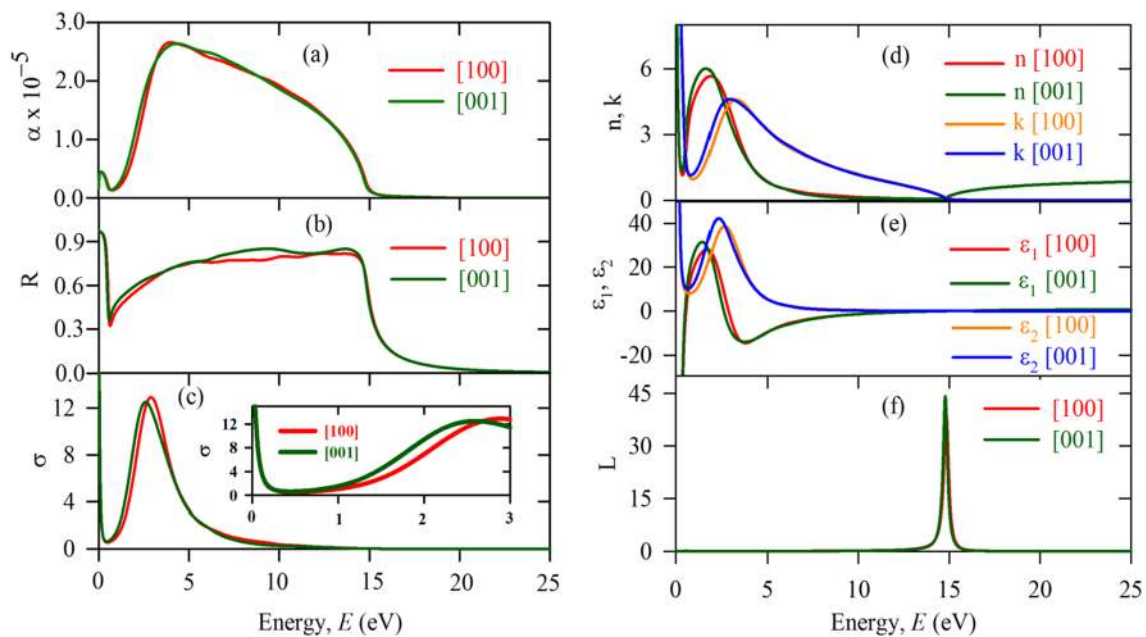 3.0
2.0
1.0
0.0
α x 10⁻⁵
(a)
[100]
[001]
0.9
0.6
0.3
0.0
R
(b)
[100]
[001]
12
8
4
0
σ
(c)
12
8
4
0
σ
[100]
[001]
0 1 2 3
0 5 10 15 20 25
Energy, E (eV)
6
3
0
n, k
(d)
n [100]
n [001]
k [100]
k [001]
40
20
0
-20
ε₁, ε₂
(e)
ε₁ [100]
ε₁ [001]
ε₂ [100]
ε₂ [001]
45
30
15
0
L
(f)
[100]
[001]
0 5 10 15 20 25
Energy, E (eV)